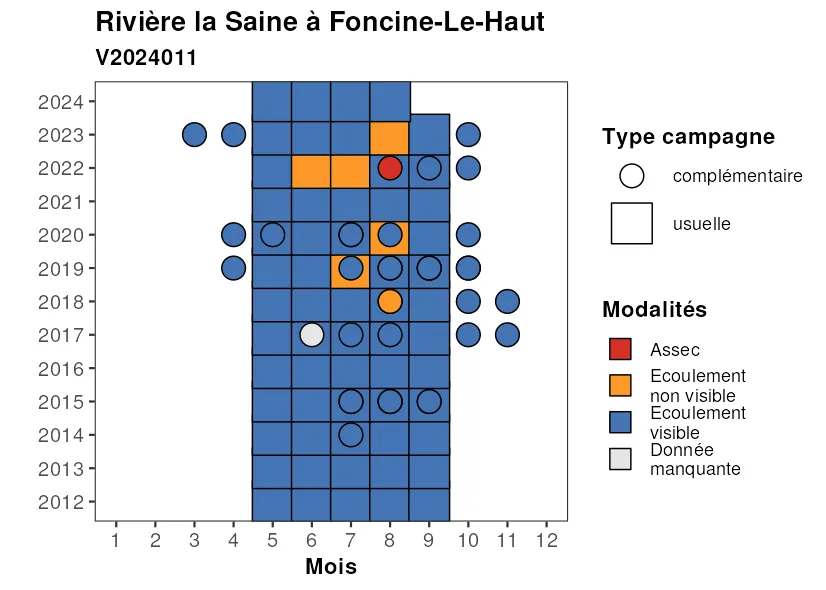 Rivière la Saine à Foncine-Le-Haut
V2024011
2024
2023
2022
2021
2020
2019
2018
2017
2016
2015
2014
2013
2012
1 2 3 4 5 6 7 8 9 10 11 12
Mois
Type campagne
complémentaire
usuelle
Modalités
Assec
Ecoulement
non visible
Ecoulement
visible
Donnée
manquante